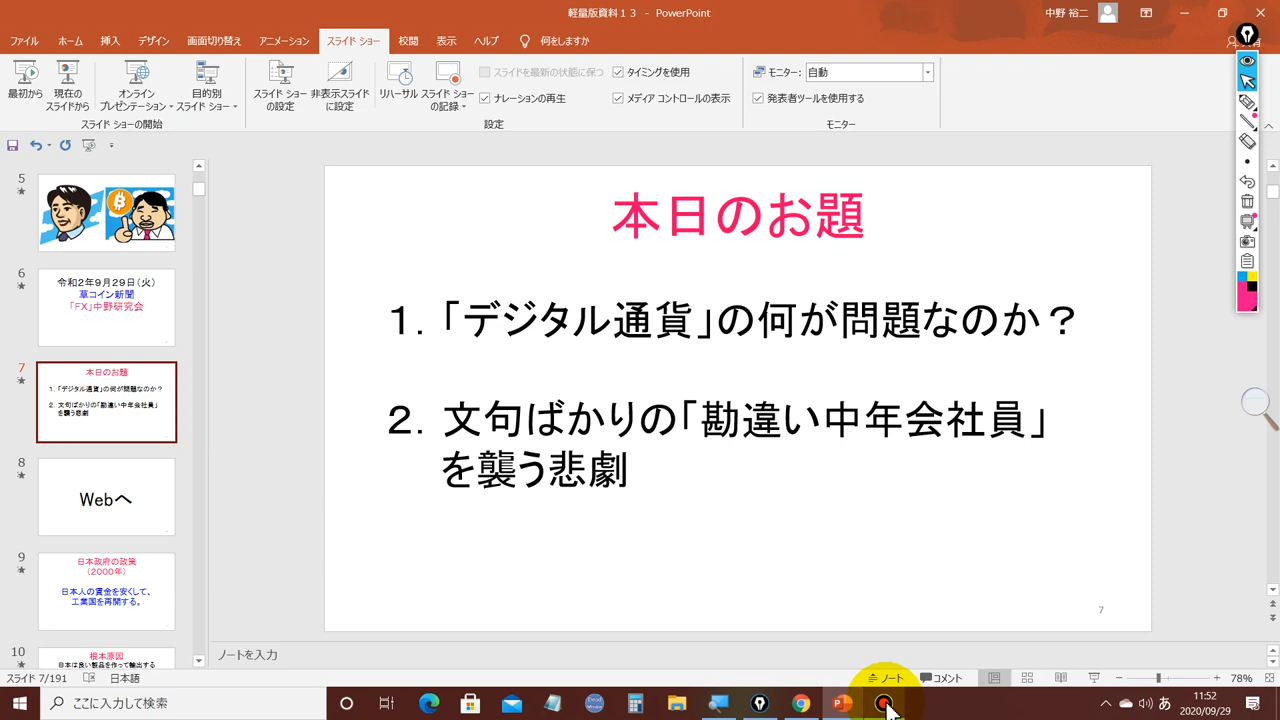 軽量版資料１３ - PowerPoint
中野 裕二
ファイル ホーム 挿入 デザイン 画面切り替え アニメーション スライド ショー 校閲 表示 ヘルプ 何をしますか
最初から
現在の
スライドから
オンライン
プレゼンテーション
目的別
スライド ショー
スライド ショーの開始
スライド ショー
の設定
非表示スライド
に設定
リハーサル
スライド ショー
の記録
スライドを最新の状態に保つ
ナレーションの再生
タイミングを使用
メディア コントロールの表示
設定
モニター: 自動
発表者ツールを使用する
モニター
5
6
令和2年9月29日（火）
草コイン新聞
「FX」中野研究会
7
本日のお題
１．「デジタル通貨」の何が問題なのか？
２．文句ばかりの「勘違い中年会社員」
を襲う悲劇
8
Webへ
9
日本政府の政策
（2000年）
日本人の賃金を安くして、
工業国を再開する。
10
根本原因
日本は良い製品を作って輸出する
本日のお題
１．「デジタル通貨」の何が問題なのか？
２．文句ばかりの「勘違い中年会社員」
を襲う悲劇
7
ノートを入力
スライド 7/191 日本語
ノート コメント 78%
ここに入力して検索
あ
11:52
2020/09/29